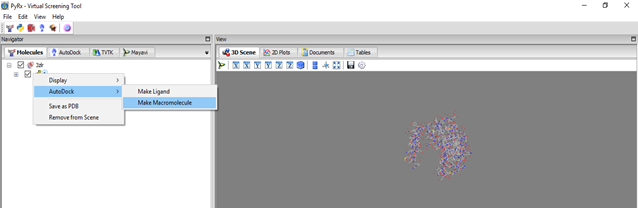 PyRx - Virtual Screening Tool
File Edit View Help
Navigator
View
Molecules AutoDock TVTK Mayavi
3D Scene 2D Plots Documents Tables
Display
AutoDock
Make Ligand
Make Macromolecule
Save as PDB
Remove from Scene